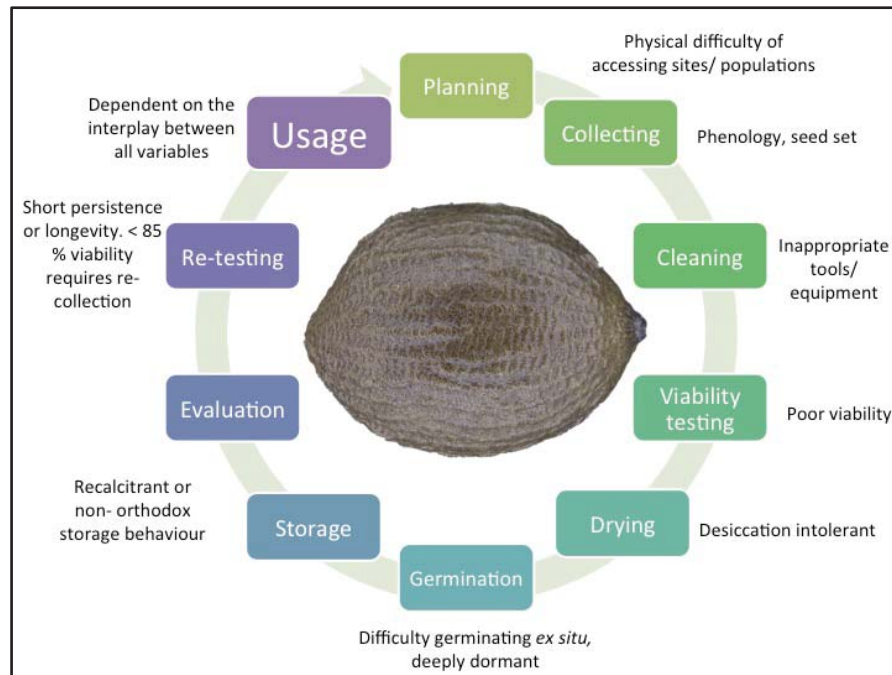 Planning
Physical difficulty of
accessing sites/ populations
Collecting
Phenology, seed set
Cleaning
Inappropriate
tools/
equipment
Viability
testing
Poor viability
Drying
Desiccation intolerant
Germination
Difficulty germinating ex situ,
deeply dormant
Storage
Recalcitrant or
non- orthodox
storage behaviour
Evaluation
Re-testing
Short persistence
or longevity. < 85
% viability
requires re-
collection
Usage
Dependent on the
interplay between
all variables